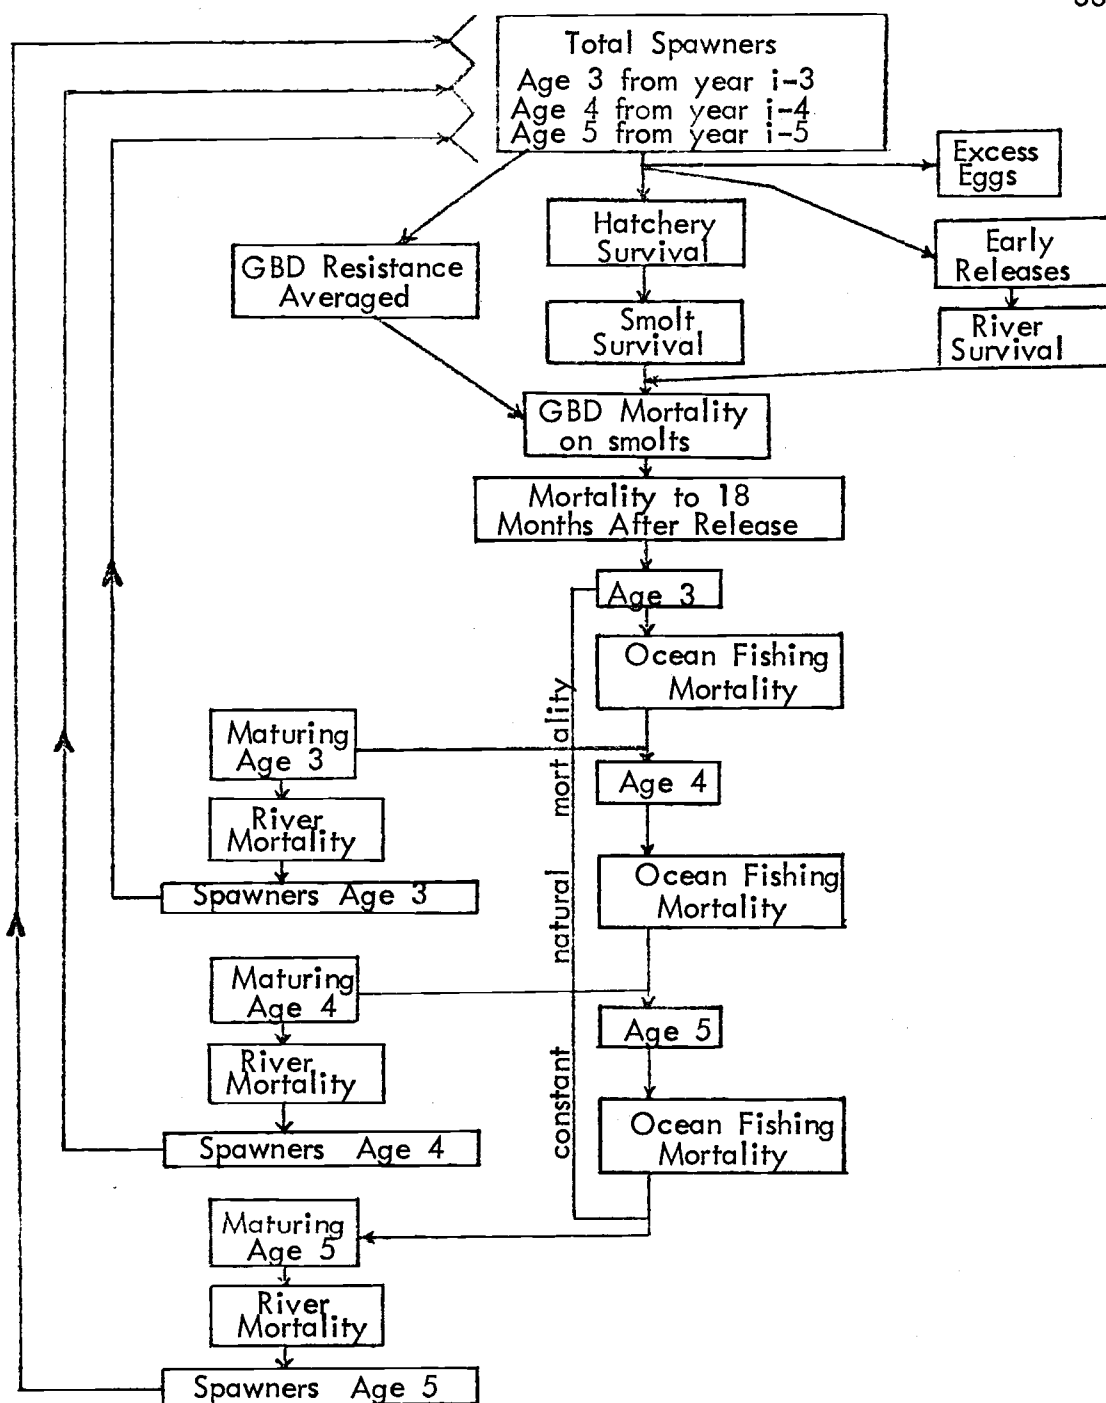 Total Spawners
Age 3 from year i-3
Age 4 from year i-4
Age 5 from year i-5
Excess
Eggs
Hatchery
Survival
Early
Releases
GBD Resistance
Averaged
Smolt
Survival
River
Survival
GBD Mortality
on smolts
Mortality to 18
Months After Release
Age 3
Ocean Fishing
Mortality
constant natural mortality
Maturing
Age 3
Age 4
River
Mortality
Ocean Fishing
Mortality
Spawners Age 3
Maturing
Age 4
Age 5
River
Mortality
Ocean Fishing
Mortality
Spawners Age 4
Maturing
Age 5
River
Mortality
Spawners Age 5